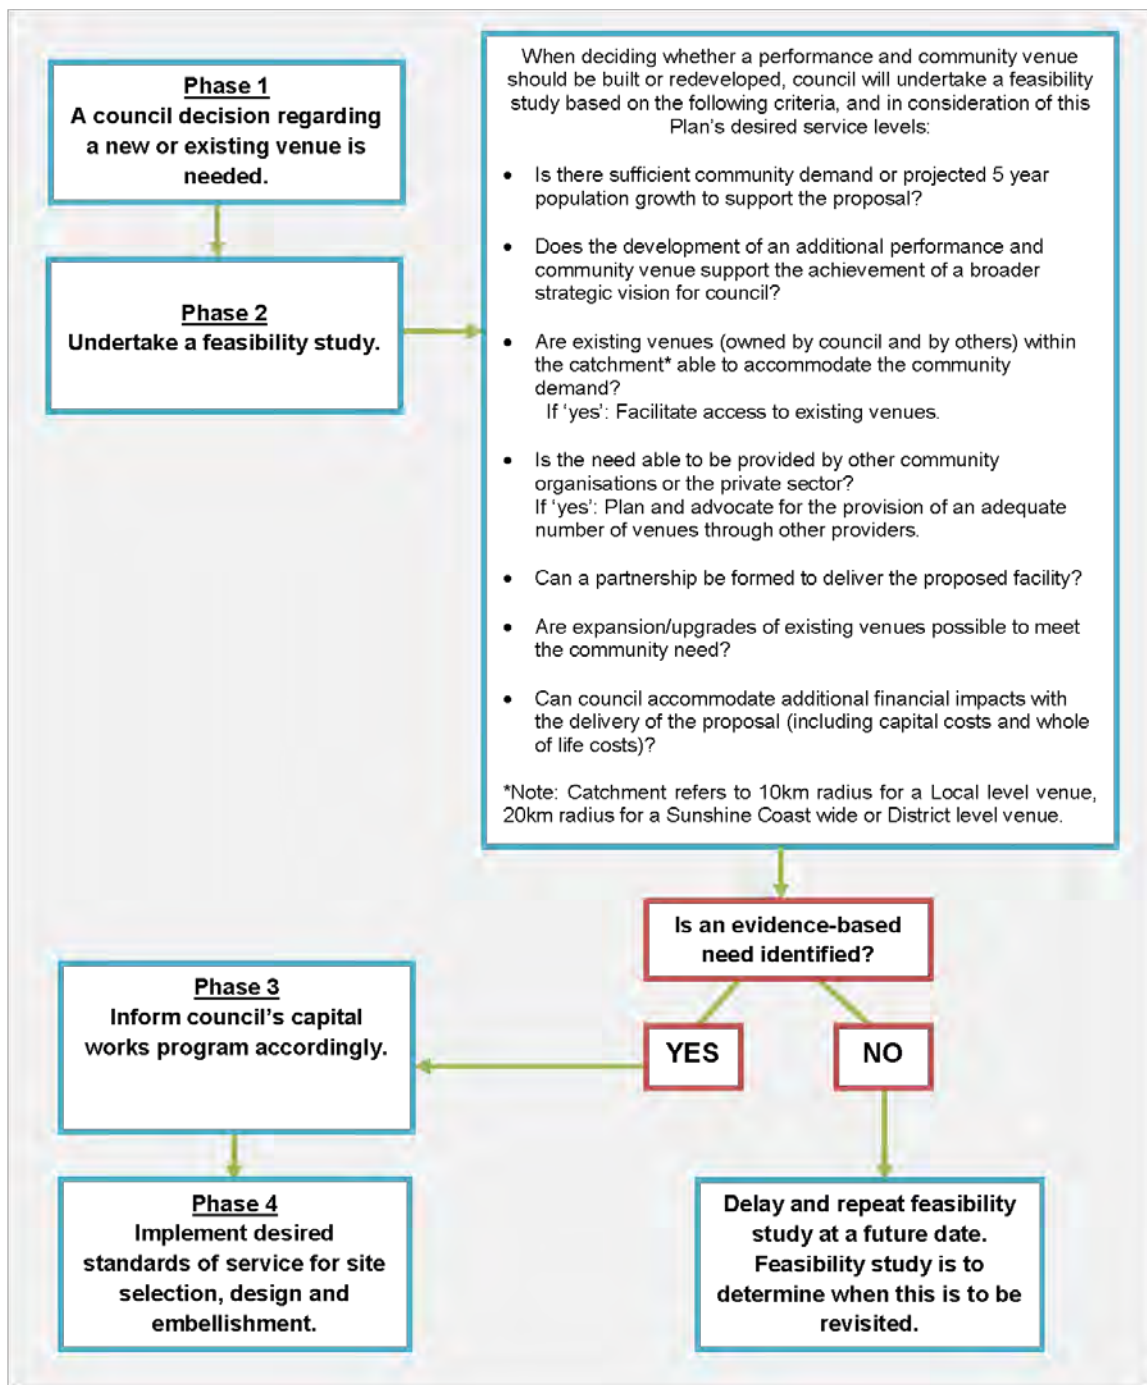 Phase 1
A council decision regarding
a new or existing venue is
needed.
Phase 2
Undertake a feasibility study.
When deciding whether a performance and community venue
should be built or redeveloped, council will undertake a feasibility
study based on the following criteria, and in consideration of this
Plan's desired service levels:
• Is there sufficient community demand or projected 5 year
population growth to support the proposal?
• Does the development of an additional performance and
community venue support the achievement of a broader
strategic vision for council?
• Are existing venues (owned by council and by others) within
the catchment* able to accommodate the community
demand?
If 'yes': Facilitate access to existing venues.
• Is the need able to be provided by other community
organisations or the private sector?
If 'yes': Plan and advocate for the provision of an adequate
number of venues through other providers.
• Can a partnership be formed to deliver the proposed facility?
• Are expansion/upgrades of existing venues possible to meet
the community need?
• Can council accommodate additional financial impacts with
the delivery of the proposal (including capital costs and whole
of life costs)?
*Note: Catchment refers to 10km radius for a Local level venue,
20km radius for a Sunshine Coast wide or District level venue.
Is an evidence-based
need identified?
YES
NO
Phase 3
Inform council's capital
works program accordingly.
Phase 4
Implement desired
standards of service for site
selection, design and
embellishment.
Delay and repeat feasibility
study at a future date.
Feasibility study is to
determine when this is to be
revisited.